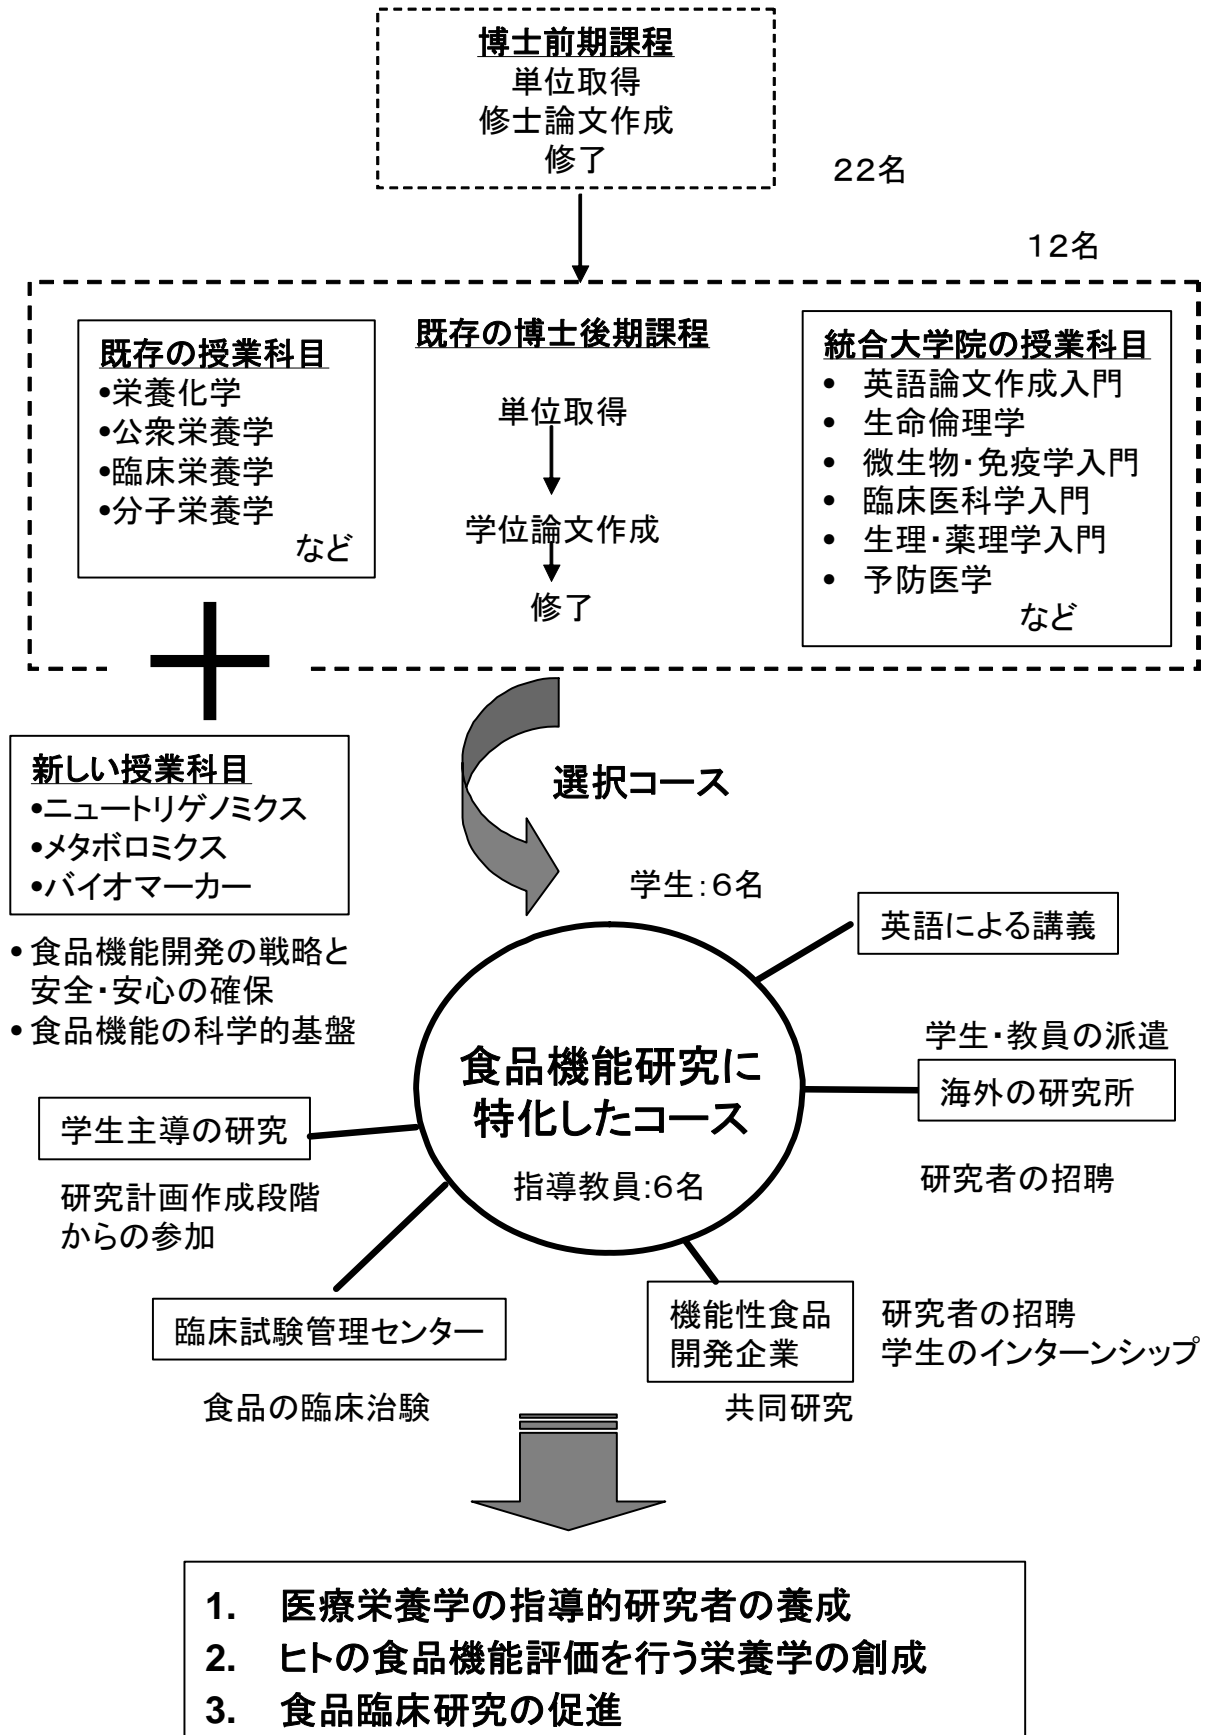 博士前期課程
単位取得
修士論文作成
修了
22名
12名
既存の授業科目
•栄養化学
•公衆栄養学
•臨床栄養学
•分子栄養学
など
既存の博士後期課程
単位取得
学位論文作成
修了
統合大学院の授業科目
• 英語論文作成入門
• 生命倫理学
• 微生物・免疫学入門
• 臨床医科学入門
• 生理・薬理学入門
• 予防医学
など
新しい授業科目
•ニュートリゲノミクス
•メタボロミクス
•バイオマーカー
• 食品機能開発の戦略と
安全・安心の確保
• 食品機能の科学的基盤
選択コース
学生:6名
英語による講義
学生・教員の派遣
海外の研究所
研究者の招聘
食品機能研究に
特化したコース
指導教員:6名
学生主導の研究
研究計画作成段階
からの参加
臨床試験管理センター
食品の臨床治験
機能性食品
開発企業
共同研究
研究者の招聘
学生のインターンシップ
1. 医療栄養学の指導的研究者の養成
2. ヒトの食品機能評価を行う栄養学の創成
3. 食品臨床研究の促進